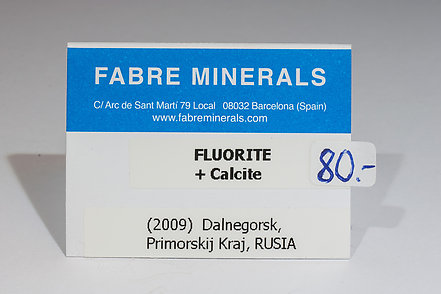 FABRE MINERALS
C/ Arc de Sant Martí 79 Local 08032 Barcelona (Spain)
www.fabreminerals.com
FLUORITE
+ Calcite
80.-
(2009) Dalnegorsk,
Primorskij Kraj, RUSIA